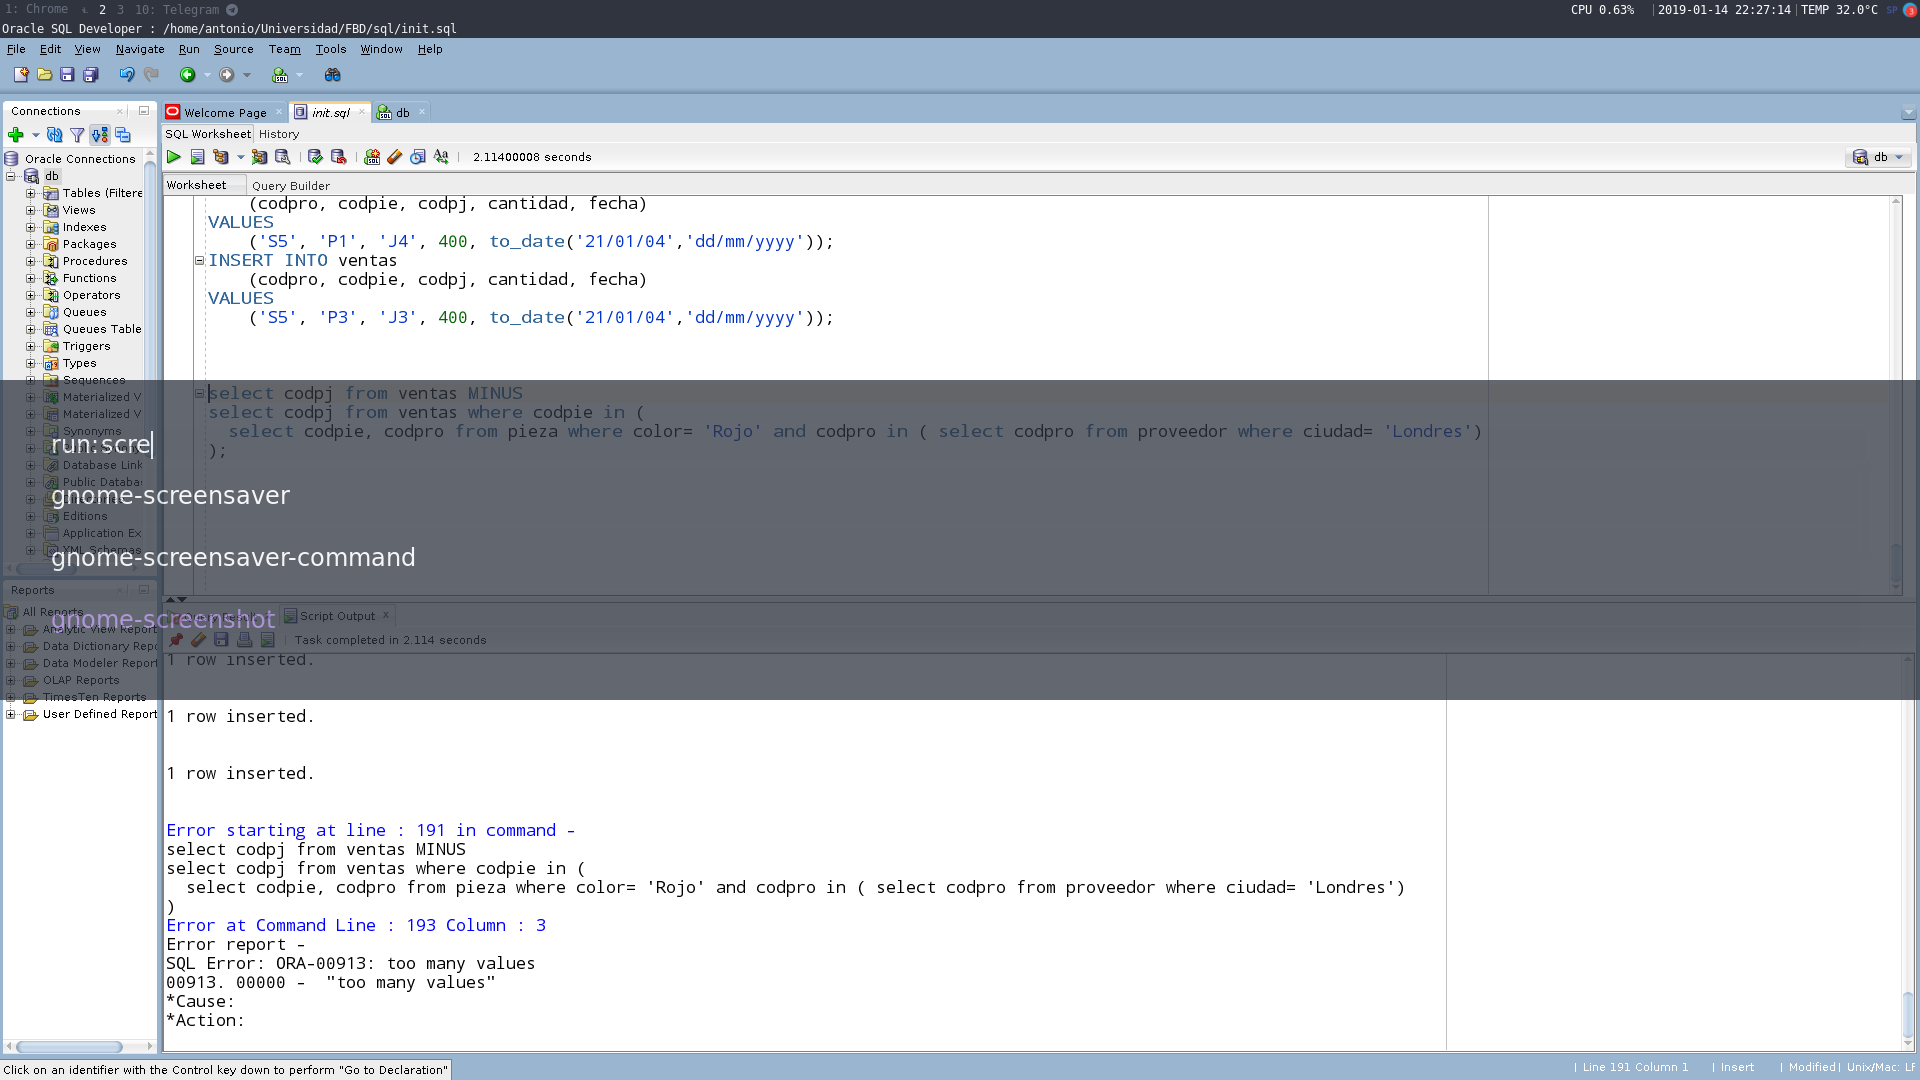 1: Chrome 2 3 10: Telegram
CPU 0.63% | 2019-01-14 22:27:14 | TEMP 32.0°C SP 3
Oracle SQL Developer : /home/antonio/Universidad/FBD/sql/init.sql
File Edit View Navigate Run Source Team Tools Window Help
Connections
Oracle Connections
db
Tables (Filtere
Views
Indexes
Packages
Procedures
Functions
Operators
Queues
Queues Table
Triggers
Types
Sequences
Materialized V
Materialized V
Synonyms
Database Link
Public Databa
Editions
Application Ex
XML Schemas
Reports
All Reports
Analytic View Report
Data Dictionary Repo
Data Modeler Report
OLAP Reports
TimesTen Reports
User Defined Report
Welcome Page init.sql db
SQL Worksheet History
2.11400008 seconds
db
Worksheet Query Builder
(codpro, codpie, codpj, cantidad, fecha)
VALUES
('S5', 'P1', 'J4', 400, to_date('21/01/04','dd/mm/yyyy'));
INSERT INTO ventas
(codpro, codpie, codpj, cantidad, fecha)
VALUES
('S5', 'P3', 'J3', 400, to_date('21/01/04','dd/mm/yyyy'));
select codpj from ventas MINUS
select codpj from ventas where codpie in (
select codpie, codpro from pieza where color= 'Rojo' and codpro in ( select codpro from proveedor where ciudad= 'Londres')
);
run:scre
gnome-screensaver
gnome-screensaver-command
gnome-screenshot
Script Output
Task completed in 2.114 seconds
1 row inserted.
1 row inserted.
1 row inserted.
Error starting at line : 191 in command -
select codpj from ventas MINUS
select codpj from ventas where codpie in (
select codpie, codpro from pieza where color= 'Rojo' and codpro in ( select codpro from proveedor where ciudad= 'Londres')
)
Error at Command Line : 193 Column : 3
Error report -
SQL Error: ORA-00913: too many values
00913. 00000 - "too many values"
*Cause:
*Action:
Click on an identifier with the Control key down to perform "Go to Declaration"
| Line 191 Column 1 | Insert | Modified | Unix/Mac: LF